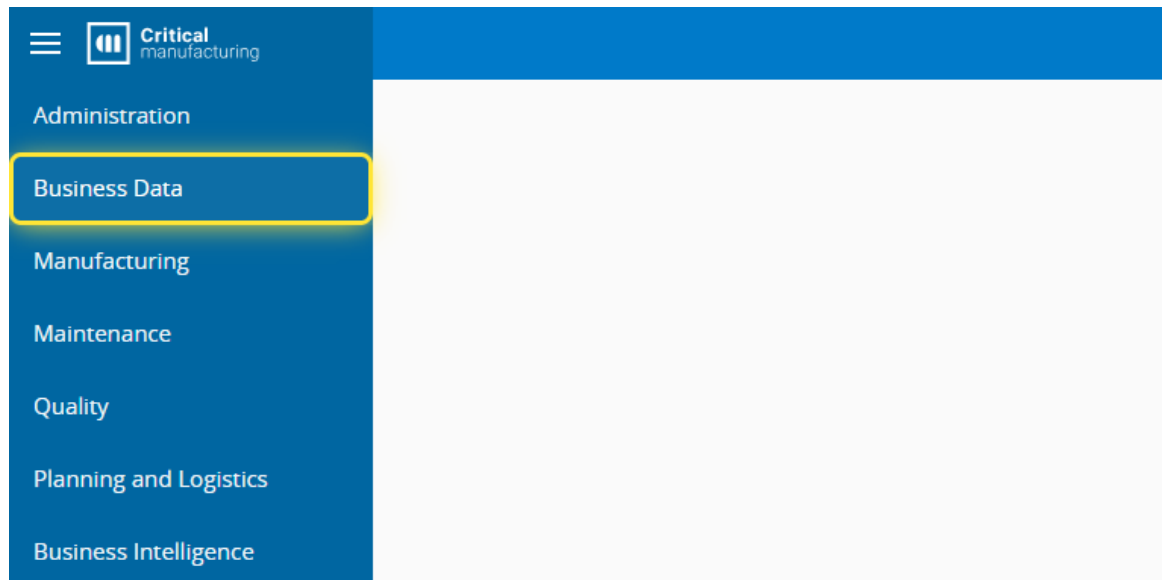 Critical
manufacturing
Administration
Business Data
Manufacturing
Maintenance
Quality
Planning and Logistics
Business Intelligence